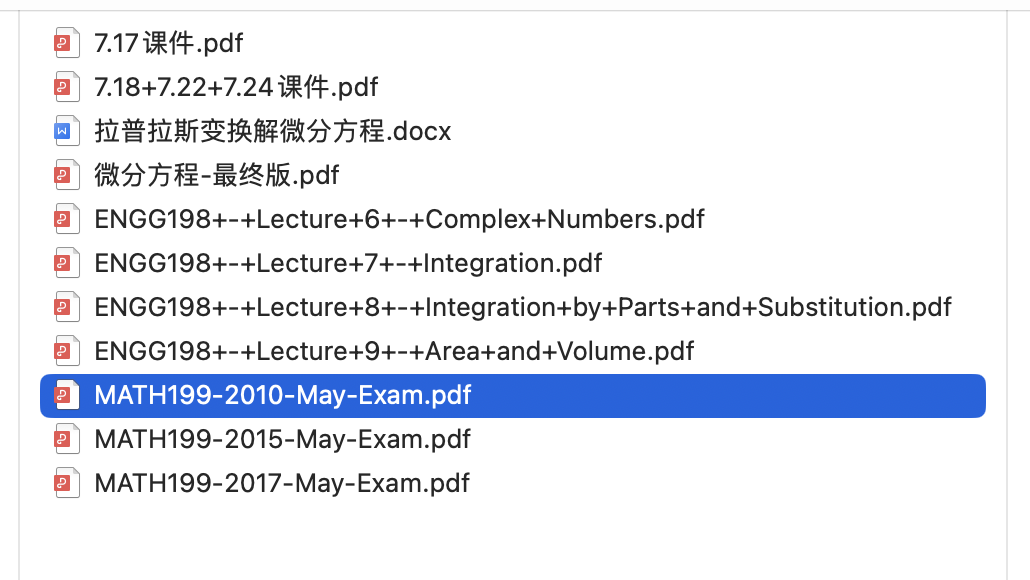 7.17课件.pdf
7.18+7.22+7.24课件.pdf
拉普拉斯变换解微分方程.docx
微分方程-最终版.pdf
ENGG198+-+Lecture+6+-+Complex+Numbers.pdf
ENGG198+-+Lecture+7+-+Integration.pdf
ENGG198+-+Lecture+8+-+Integration+by+Parts+and+Substitution.pdf
ENGG198+-+Lecture+9+-+Area+and+Volume.pdf
MATH199-2010-May-Exam.pdf
MATH199-2015-May-Exam.pdf
MATH199-2017-May-Exam.pdf